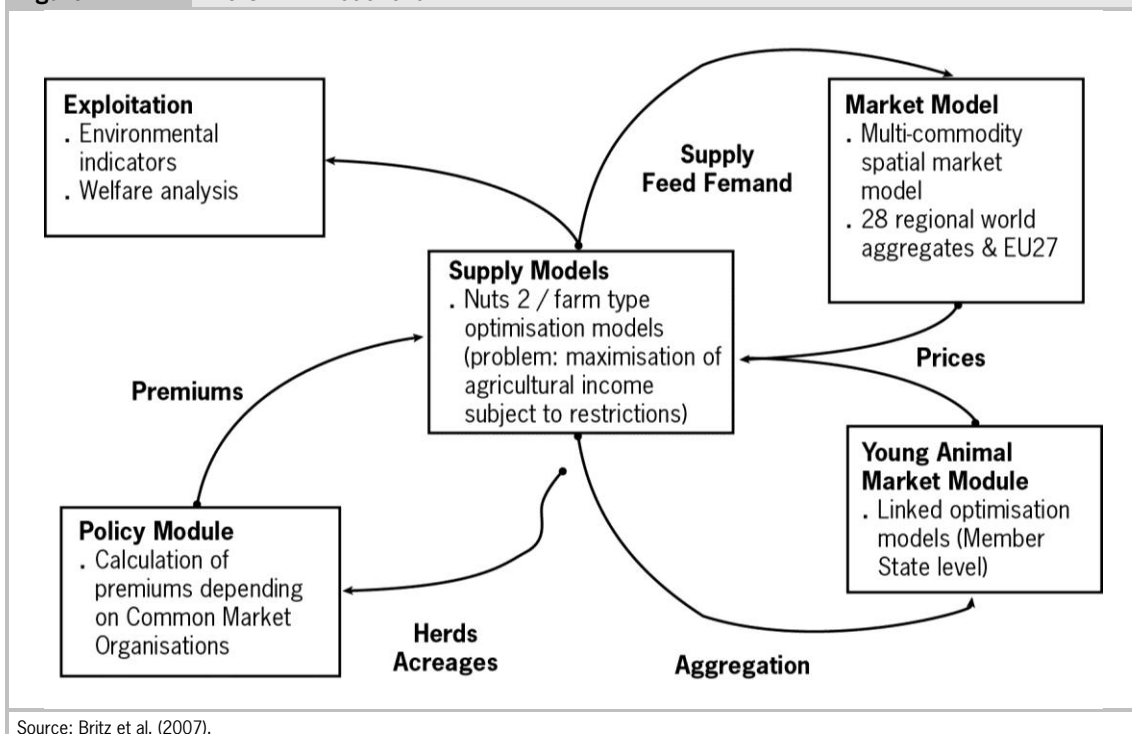 Exploitation
. Environmental
indicators
. Welfare analysis
Supply
Feed Femand
Market Model
. Multi-commodity
spatial market
model
. 28 regional world
aggregates & EU27
Supply Models
. Nuts 2 / farm type
optimisation models
(problem: maximisation of
agricultural income
subject to restrictions)
Premiums
Prices
Young Animal
Market Module
. Linked optimisation
models (Member
State level)
Policy Module
. Calculation of
premiums depending
on Common Market
Organisations
Herds
Acreages
Aggregation
Source: Britz et al. (2007).